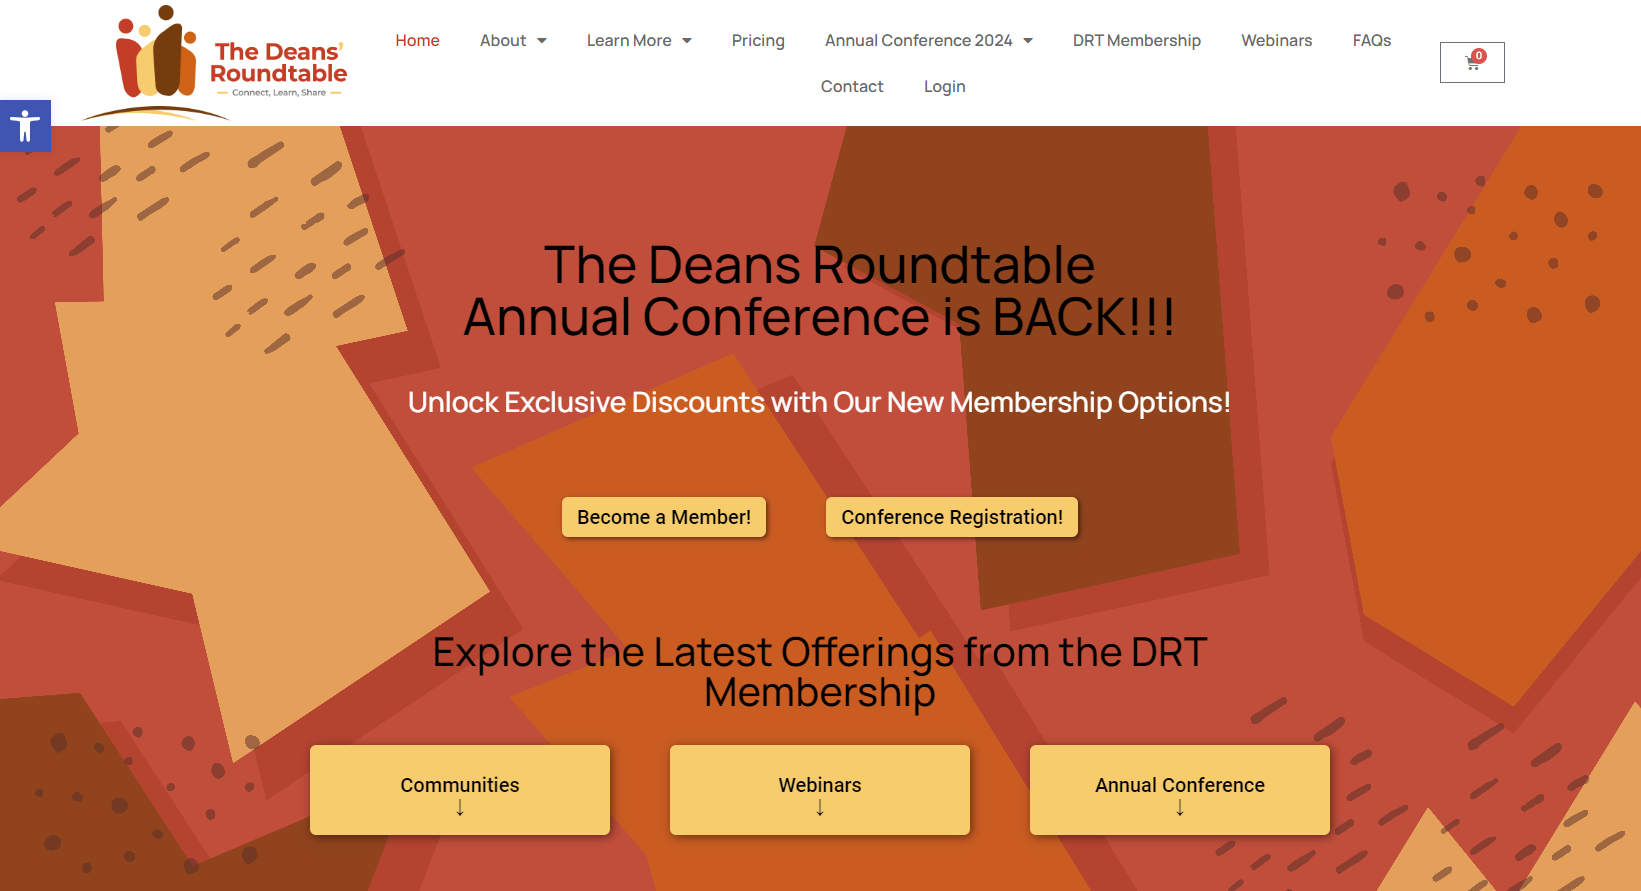 The Deans'
Roundtable
Connect, Learn, Share
Home
About
Learn More
Pricing
Annual Conference 2024
DRT Membership
Webinars
FAQs
Contact
Login
0
The Deans Roundtable
Annual Conference is BACK!!!
Unlock Exclusive Discounts with Our New Membership Options!
Become a Member!
Conference Registration!
Explore the Latest Offerings from the DRT
Membership
Communities
↓
Webinars
↓
Annual Conference
↓